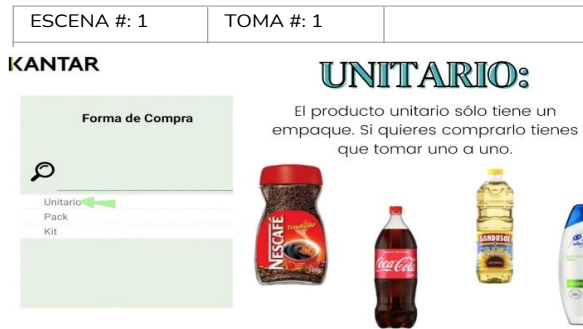 ESCENA #: 1
TOMA #: 1
KANTAR
UNITARIO:
Forma de Compra
El producto unitario sólo tiene un
empaque. Si quieres comprarlo tienes
que tomar uno a uno.
Unitario
Pack
Kit
NESCAFÉ
Tradición
Coca-Cola